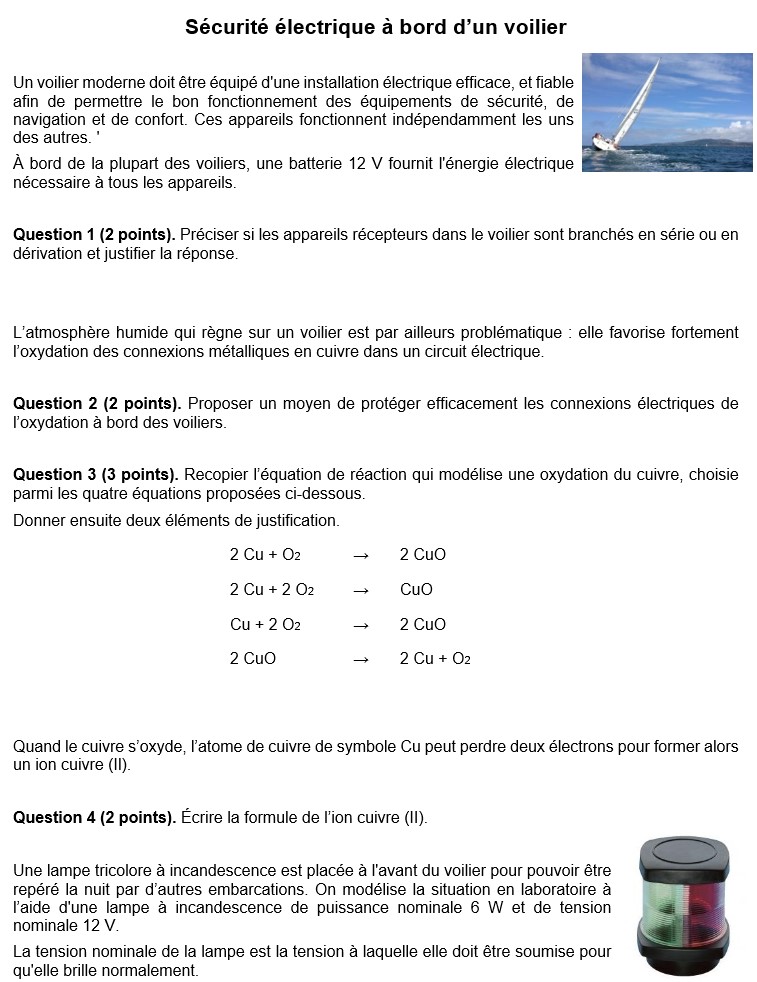 Sécurité électrique à bord d’un voilier
Un voilier moderne doit être équipé d'une installation électrique efficace, et fiable
afin de permettre le bon fonctionnement des équipements de sécurité, de
navigation et de confort. Ces appareils fonctionnent indépendamment les uns
des autres. '
À bord de la plupart des voiliers, une batterie 12 V fournit l'énergie électrique
nécessaire à tous les appareils.
Question 1 (2 points). Préciser si les appareils récepteurs dans le voilier sont branchés en série ou en
dérivation et justifier la réponse.
L’atmosphère humide qui règne sur un voilier est par ailleurs problématique : elle favorise fortement
l’oxydation des connexions métalliques en cuivre dans un circuit électrique.
Question 2 (2 points). Proposer un moyen de protéger efficacement les connexions électriques de
l’oxydation à bord des voiliers.
Question 3 (3 points). Recopier l’équation de réaction qui modélise une oxydation du cuivre, choisie
parmi les quatre équations proposées ci-dessous.
Donner ensuite deux éléments de justification.
2 Cu + O2 → 2 CuO
2 Cu + 2 O2 → CuO
Cu + 2 O2 → 2 CuO
2 CuO → 2 Cu + O2
Quand le cuivre s’oxyde, l’atome de cuivre de symbole Cu peut perdre deux électrons pour former alors
un ion cuivre (II).
Question 4 (2 points). Écrire la formule de l’ion cuivre (II).
Une lampe tricolore à incandescence est placée à l'avant du voilier pour pouvoir être
repéré la nuit par d’autres embarcations. On modélise la situation en laboratoire à
l’aide d'une lampe à incandescence de puissance nominale 6 W et de tension
nominale 12 V.
La tension nominale de la lampe est la tension à laquelle elle doit être soumise pour
qu'elle brille normalement.